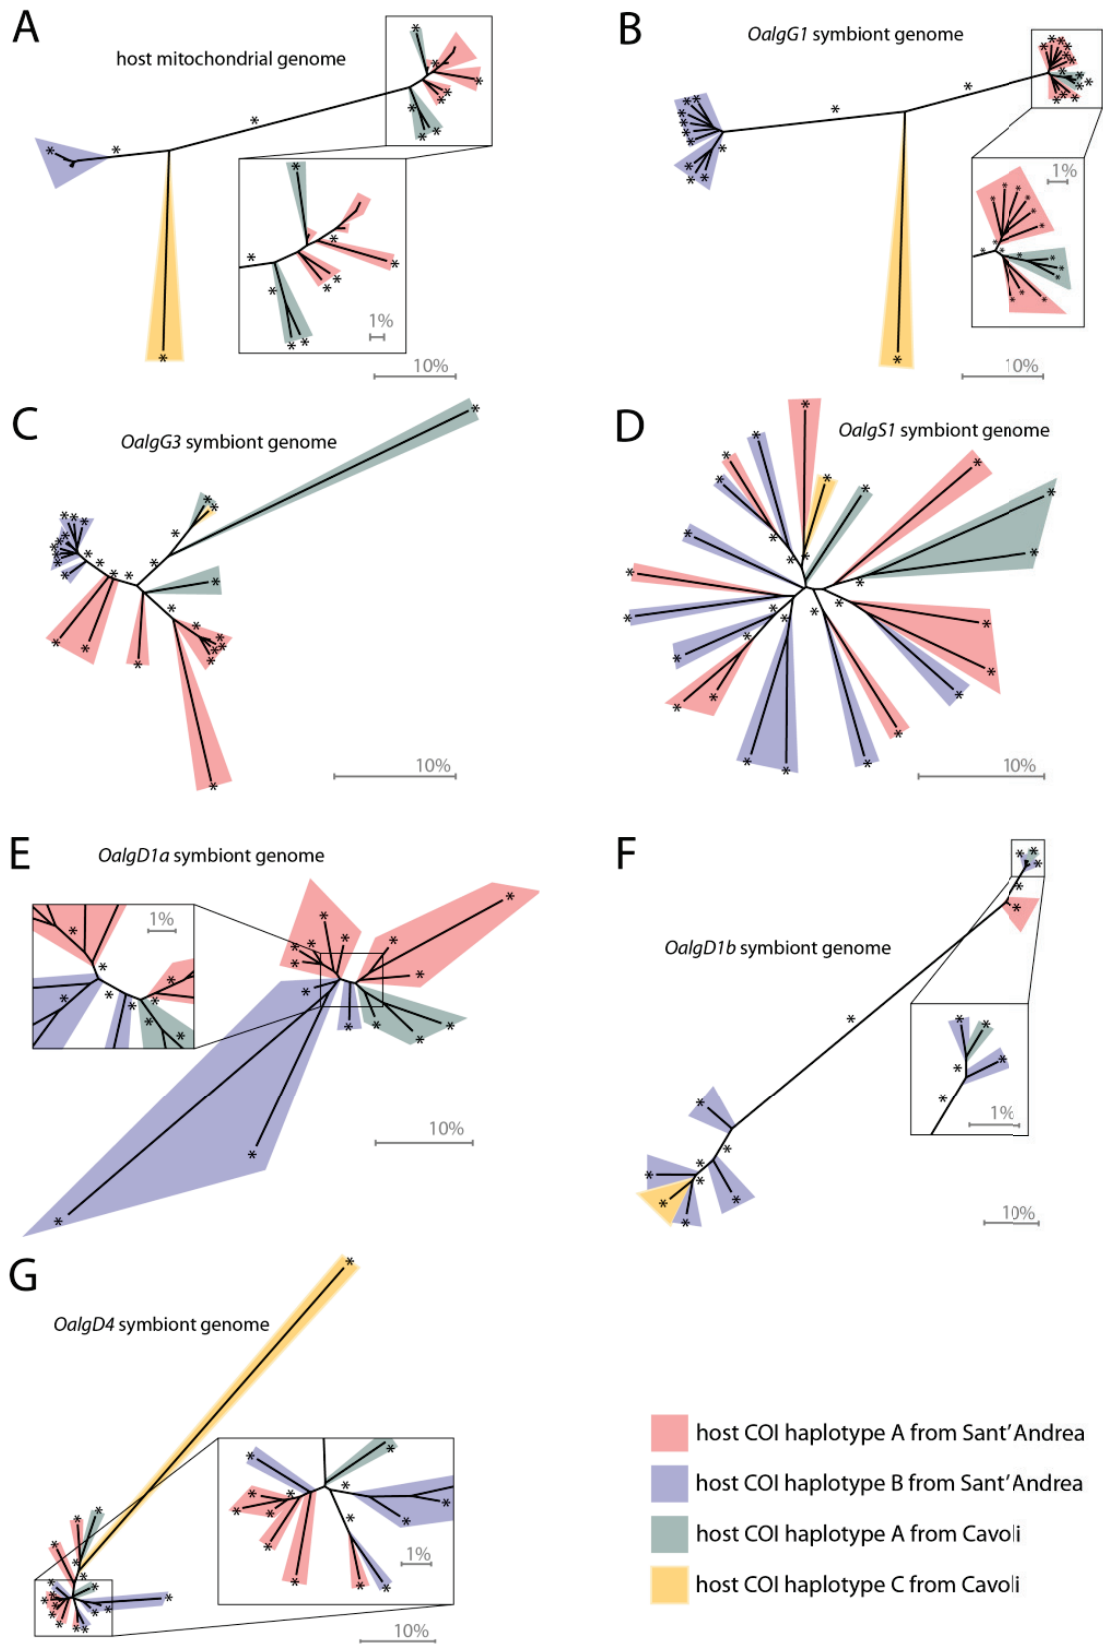 A
host mitochondrial genome
1%
10%
B
OalgG1 symbiont genome
1%
10%
C
OalgG3 symbiont genome
10%
D
OalgS1 symbiont genome
10%
E
OalgD1a symbiont genome
1%
10%
F
OalgD1b symbiont genome
1%
10%
G
OalgD4 symbiont genome
1%
10%
host COI haplotype A from Sant'Andrea
host COI haplotype B from Sant'Andrea
host COI haplotype A from Cavoli
host COI haplotype C from Cavoli